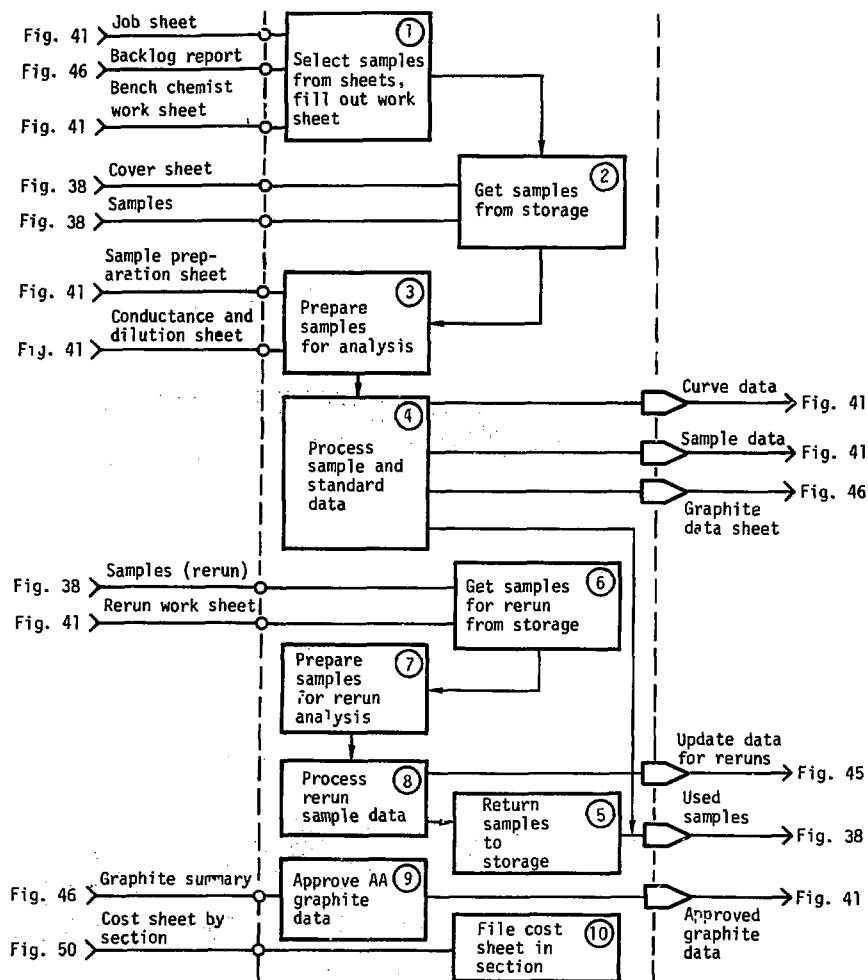 Job sheet
Fig. 41
Backlog report
Fig. 46
Bench chemist
work sheet
Fig. 41
1
Select samples
from sheets,
fill out work
sheet
Cover sheet
Fig. 38
Samples
Fig. 38
2
Get samples
from storage
Sample prep-
aration sheet
Fig. 41
Conductance and
dilution sheet
Fig. 41
3
Prepare
samples
for analysis
4
Process
sample and
standard
data
Curve data
Fig. 41
Sample data
Fig. 41
Fig. 46
Graphite
data sheet
Samples (rerun)
Fig. 38
Rerun work sheet
Fig. 41
6
Get samples
for rerun
from storage
7
Prepare
samples
for rerun
analysis
8
Process
rerun
sample data
Update data
for reruns
Fig. 45
5
Return
samples
to
storage
Used
samples
Fig. 38
Graphite summary
Fig. 46
9
Approve AA
graphite
data
Fig. 41
Approved
graphite
data
Cost sheet by
section
Fig. 50
10
File cost
sheet in
section